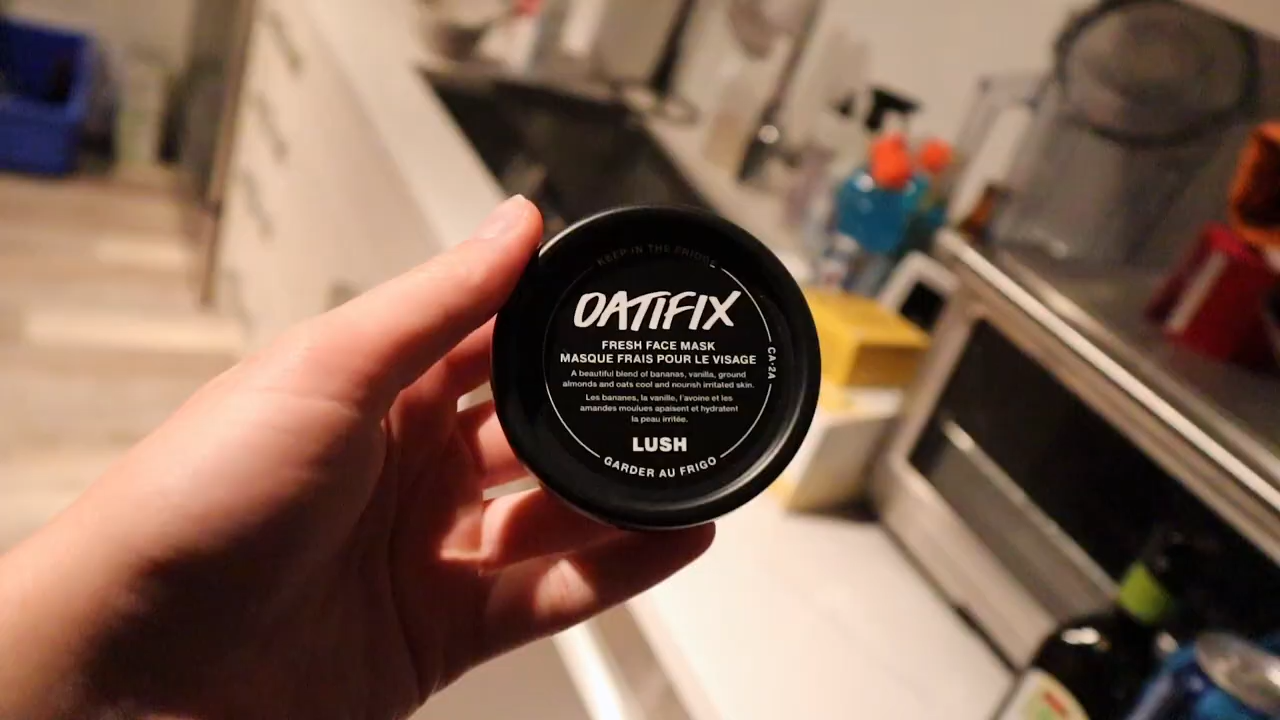 KEEP IN THE FRIDGE
OATIFIX
FRESH FACE MASK
MASQUE FRAIS POUR LE VISAGE
A beautiful blend of bananas, vanilla, ground
almonds and oats cool and nourish irritated skin.
Les bananes, la vanille, l'avoine et les
amandes moulues apaisent et hydratent
la peau irritée.
LUSH
GARDER AU FRIGO
CA-2A